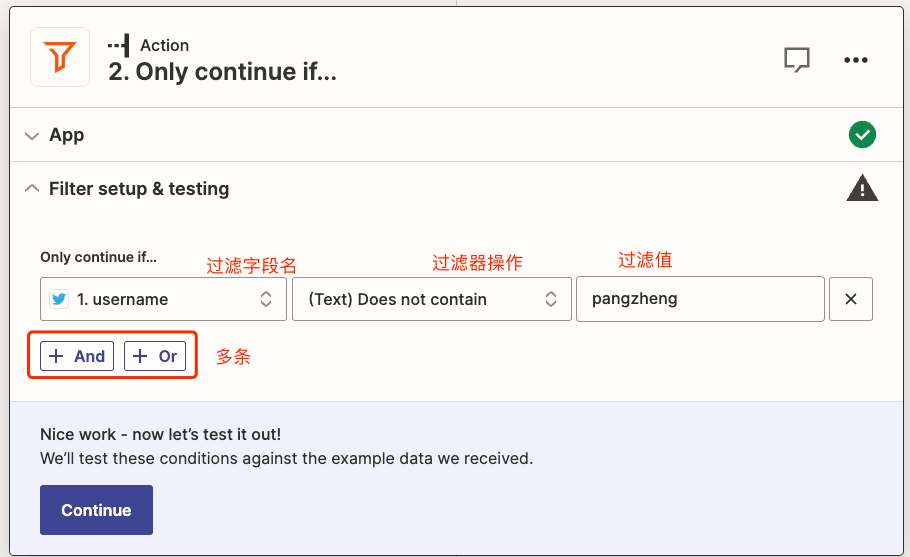 Action
2. Only continue if...
App
Filter setup & testing
Only continue if...
过滤字段名
过滤器操作
过滤值
1. username
(Text) Does not contain
pangzheng
And
Or
多条
Nice work - now let's test it out!
We'll test these conditions against the example data we received.
Continue